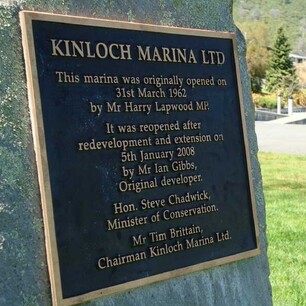 KINLOCH MARINA LTD
This marina was originally opened on
31st March 1962
by Mr Harry Lapwood MP.
It was reopened after
redevelopment and extension on
5th January 2008
by Mr Ian Gibbs,
Original developer.
Hon. Steve Chadwick,
Minister of Conservation.
Mr Tim Brittain,
Chairman Kinloch Marina Ltd.